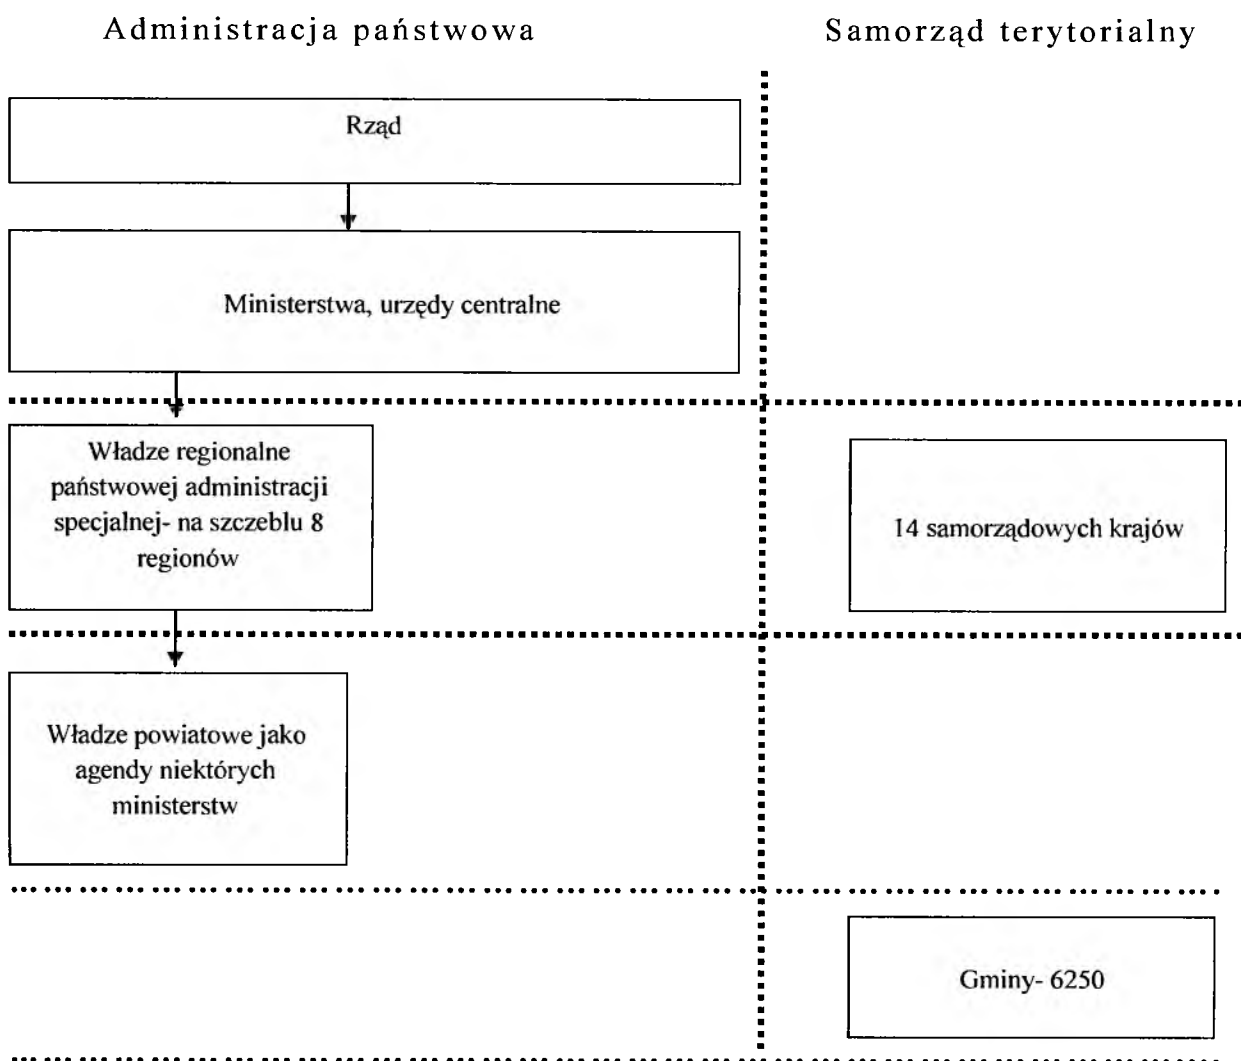 Administracja państwowa
Samorząd terytorialny
Rząd
Ministerstwa, urzędy centralne
Władze regionalne
państwowej administracji
specjalnej- na szczeblu 8
regionów
14 samorządowych krajów
Władze powiatowe jako
agendy niektórych
ministerstw
Gminy- 6250